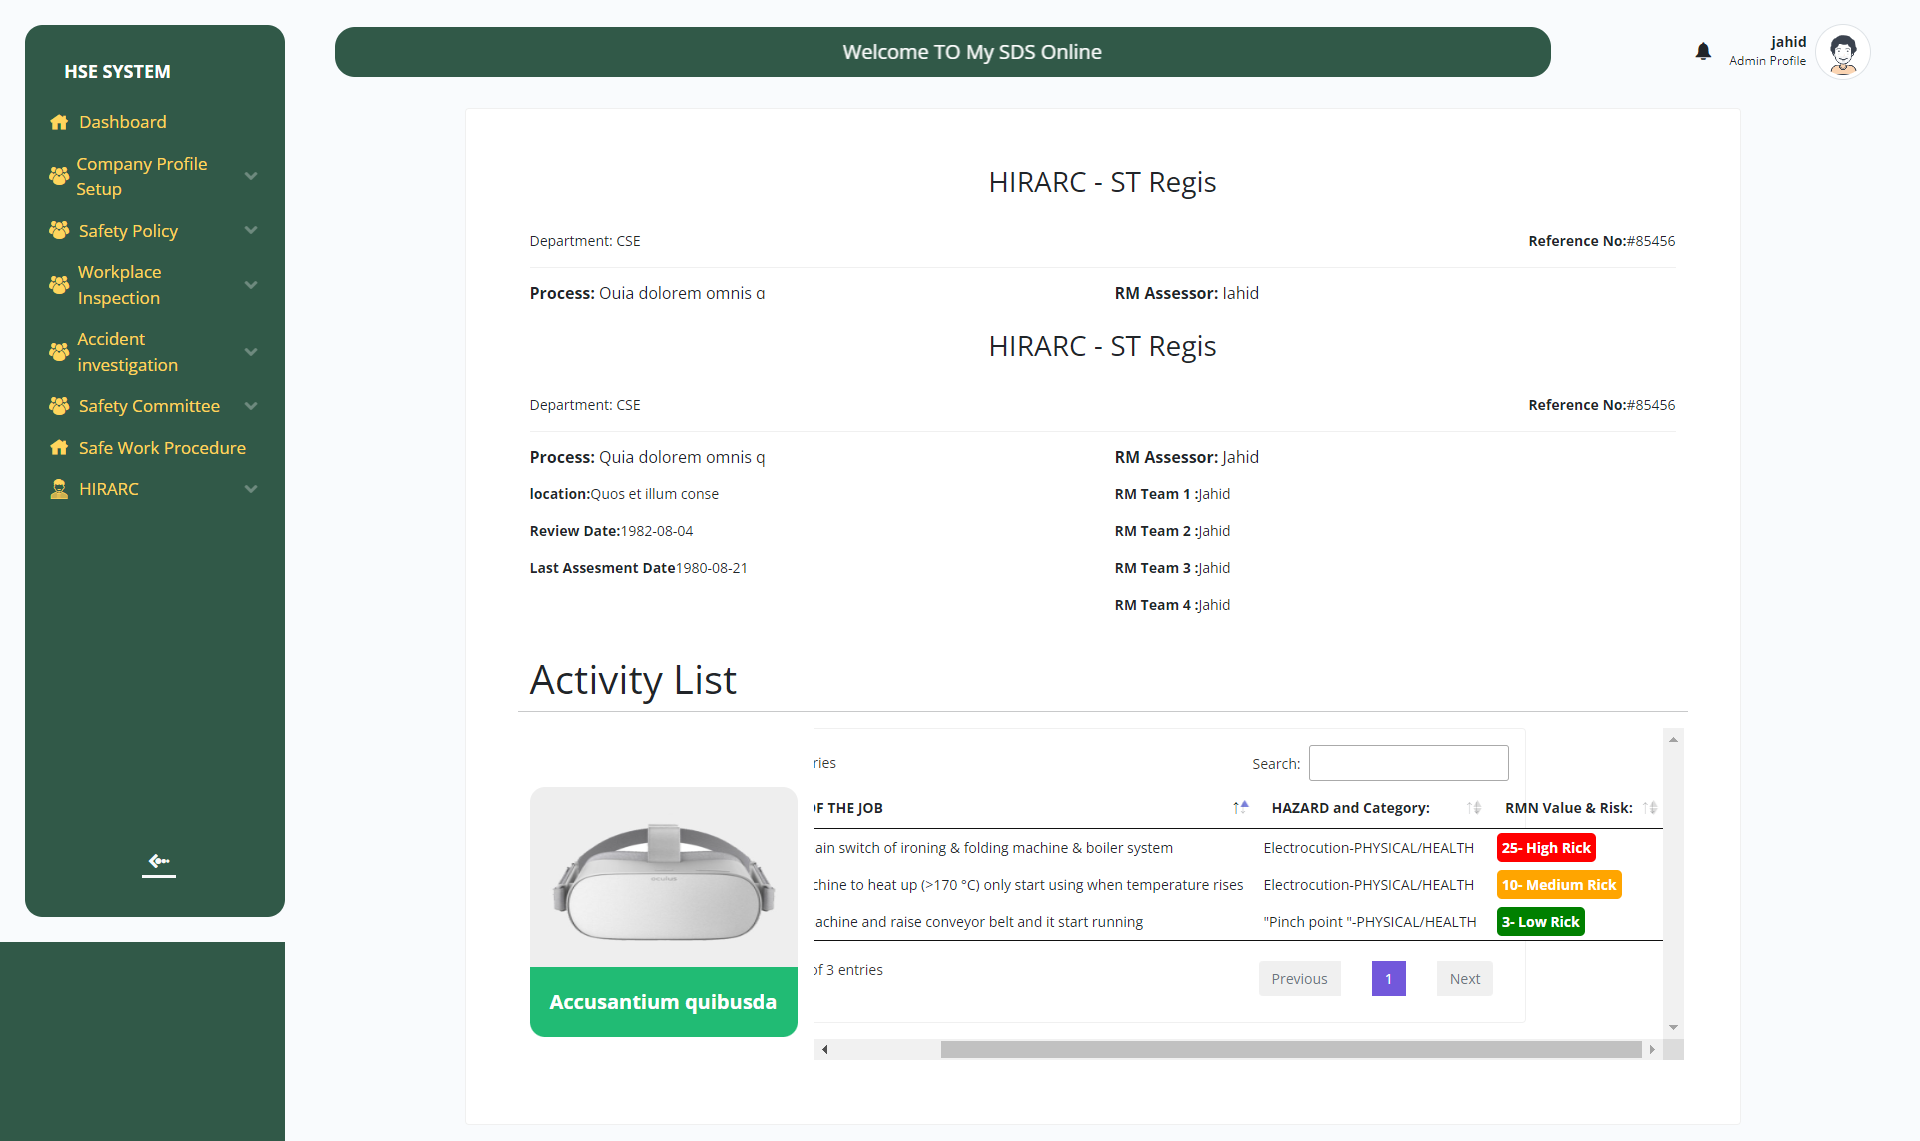 HSE SYSTEM
Dashboard
Company Profile
Setup
Safety Policy
Workplace
Inspection
Accident
investigation
Safety Committee
Safe Work Procedure
HIRARC
Welcome TO My SDS Online
jahid
Admin Profile
HIRARC - ST Regis
Department: CSE Reference No:#85456
Process: Quia dolorem omnis q RM Assessor: Jahid
HIRARC - ST Regis
Department: CSE Reference No:#85456
Process: Quia dolorem omnis q RM Assessor: Jahid
location:Quos et illum conse RM Team 1 :Jahid
Review Date:1982-08-04 RM Team 2 :Jahid
Last Assesment Date1980-08-21 RM Team 3 :Jahid
RM Team 4 :Jahid
Activity List
oculus
Accusantium quibusda
ries Search:
OF THE JOB HAZARD and Category: RMN Value & Risk:
ain switch of ironing & folding machine & boiler system Electrocution-PHYSICAL/HEALTH 25- High Rick
chine to heat up (>170 °C) only start using when temperature rises Electrocution-PHYSICAL/HEALTH 10- Medium Rick
achine and raise conveyor belt and it start running "Pinch point "-PHYSICAL/HEALTH 3- Low Rick
of 3 entries Previous 1 Next